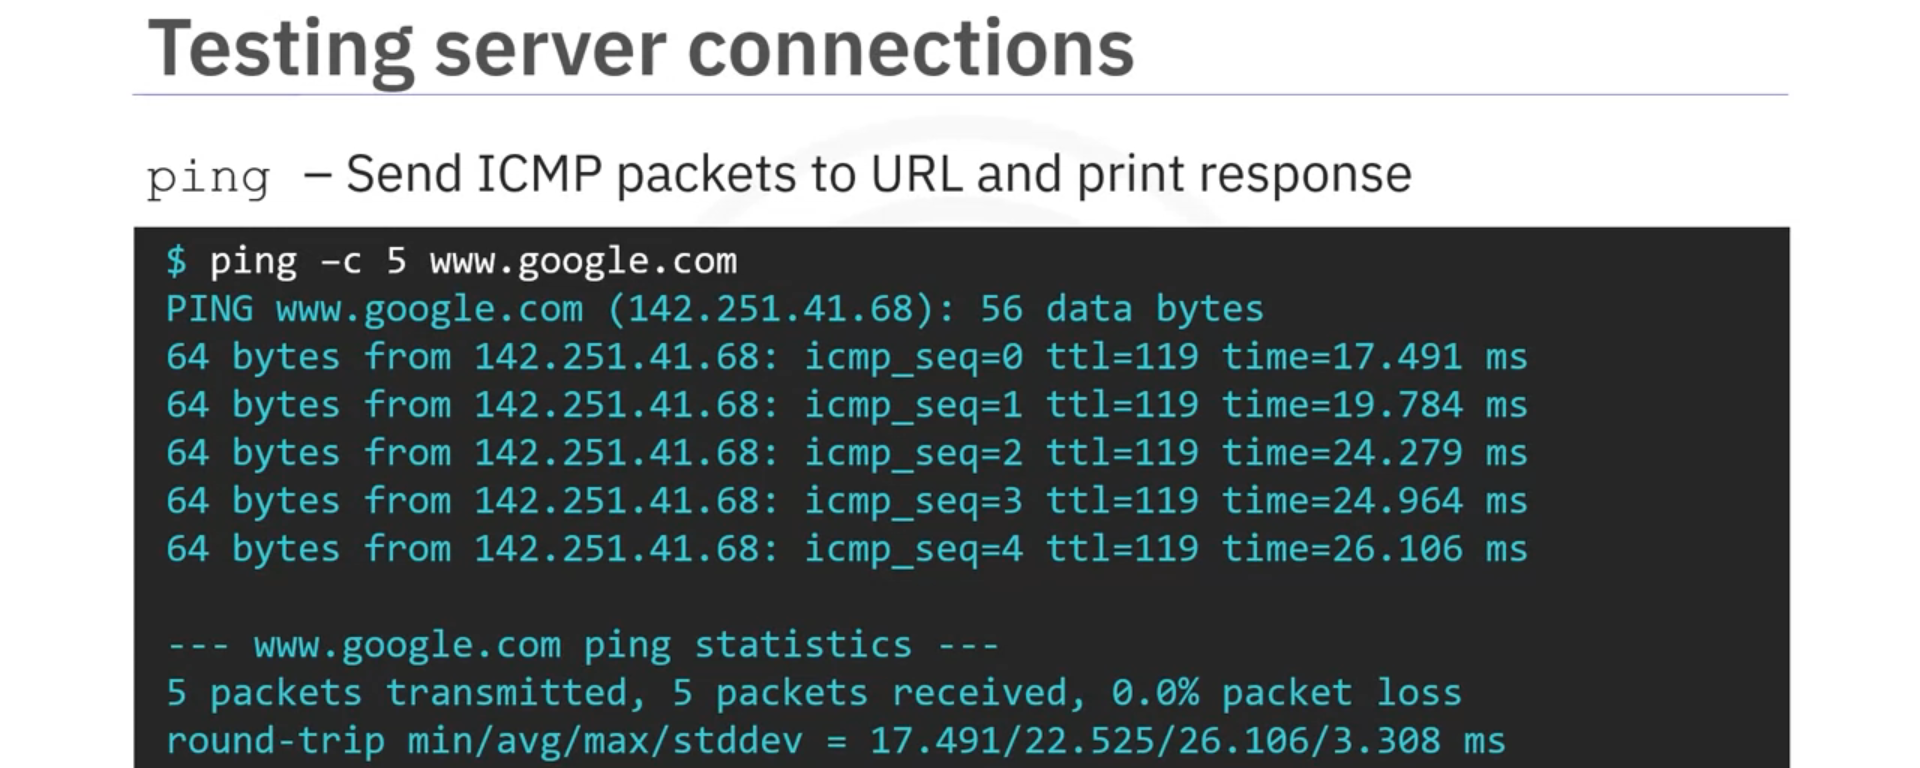 Testing server connections
ping – Send ICMP packets to URL and print response
$ ping –c 5 www.google.com
PING www.google.com (142.251.41.68): 56 data bytes
64 bytes from 142.251.41.68: icmp_seq=0 ttl=119 time=17.491 ms
64 bytes from 142.251.41.68: icmp_seq=1 ttl=119 time=19.784 ms
64 bytes from 142.251.41.68: icmp_seq=2 ttl=119 time=24.279 ms
64 bytes from 142.251.41.68: icmp_seq=3 ttl=119 time=24.964 ms
64 bytes from 142.251.41.68: icmp_seq=4 ttl=119 time=26.106 ms
--- www.google.com ping statistics ---
5 packets transmitted, 5 packets received, 0.0% packet loss
round-trip min/avg/max/stddev = 17.491/22.525/26.106/3.308 ms